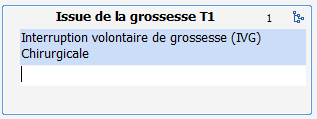 Issue de la grossesse T1 1
Interruption volontaire de grossesse (IVG)
Chirurgicale